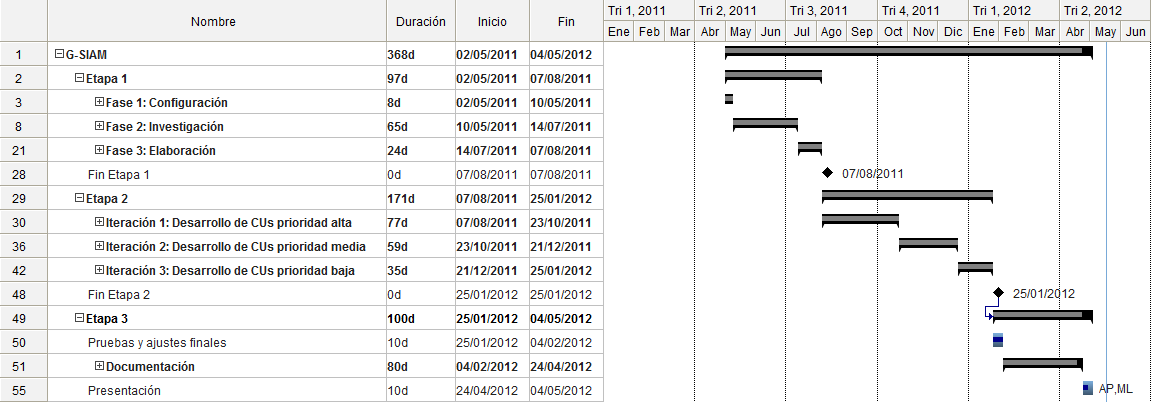 Nombre Duración Inicio Fin Tri 1, 2011 Tri 2, 2011 Tri 3, 2011 Tri 4, 2011 Tri 1, 2012 Tri 2, 2012
Ene Feb Mar Abr May Jun Jul Ago Sep Oct Nov Dic Ene Feb Mar Abr May Jun
1 G-SIAM 368d 02/05/2011 04/05/2012
2 Etapa 1 97d 02/05/2011 07/08/2011
3 Fase 1: Configuración 8d 02/05/2011 10/05/2011
8 Fase 2: Investigación 65d 10/05/2011 14/07/2011
21 Fase 3: Elaboración 24d 14/07/2011 07/08/2011
28 Fin Etapa 1 0d 07/08/2011 07/08/2011 07/08/2011
29 Etapa 2 171d 07/08/2011 25/01/2012
30 Iteración 1: Desarrollo de CUs prioridad alta 77d 07/08/2011 23/10/2011
36 Iteración 2: Desarrollo de CUs prioridad media 59d 23/10/2011 21/12/2011
42 Iteración 3: Desarrollo de CUs prioridad baja 35d 21/12/2011 25/01/2012
48 Fin Etapa 2 0d 25/01/2012 25/01/2012 25/01/2012
49 Etapa 3 100d 25/01/2012 04/05/2012
50 Pruebas y ajustes finales 10d 25/01/2012 04/02/2012
51 Documentación 80d 04/02/2012 24/04/2012
55 Presentación 10d 24/04/2012 04/05/2012 AP,ML